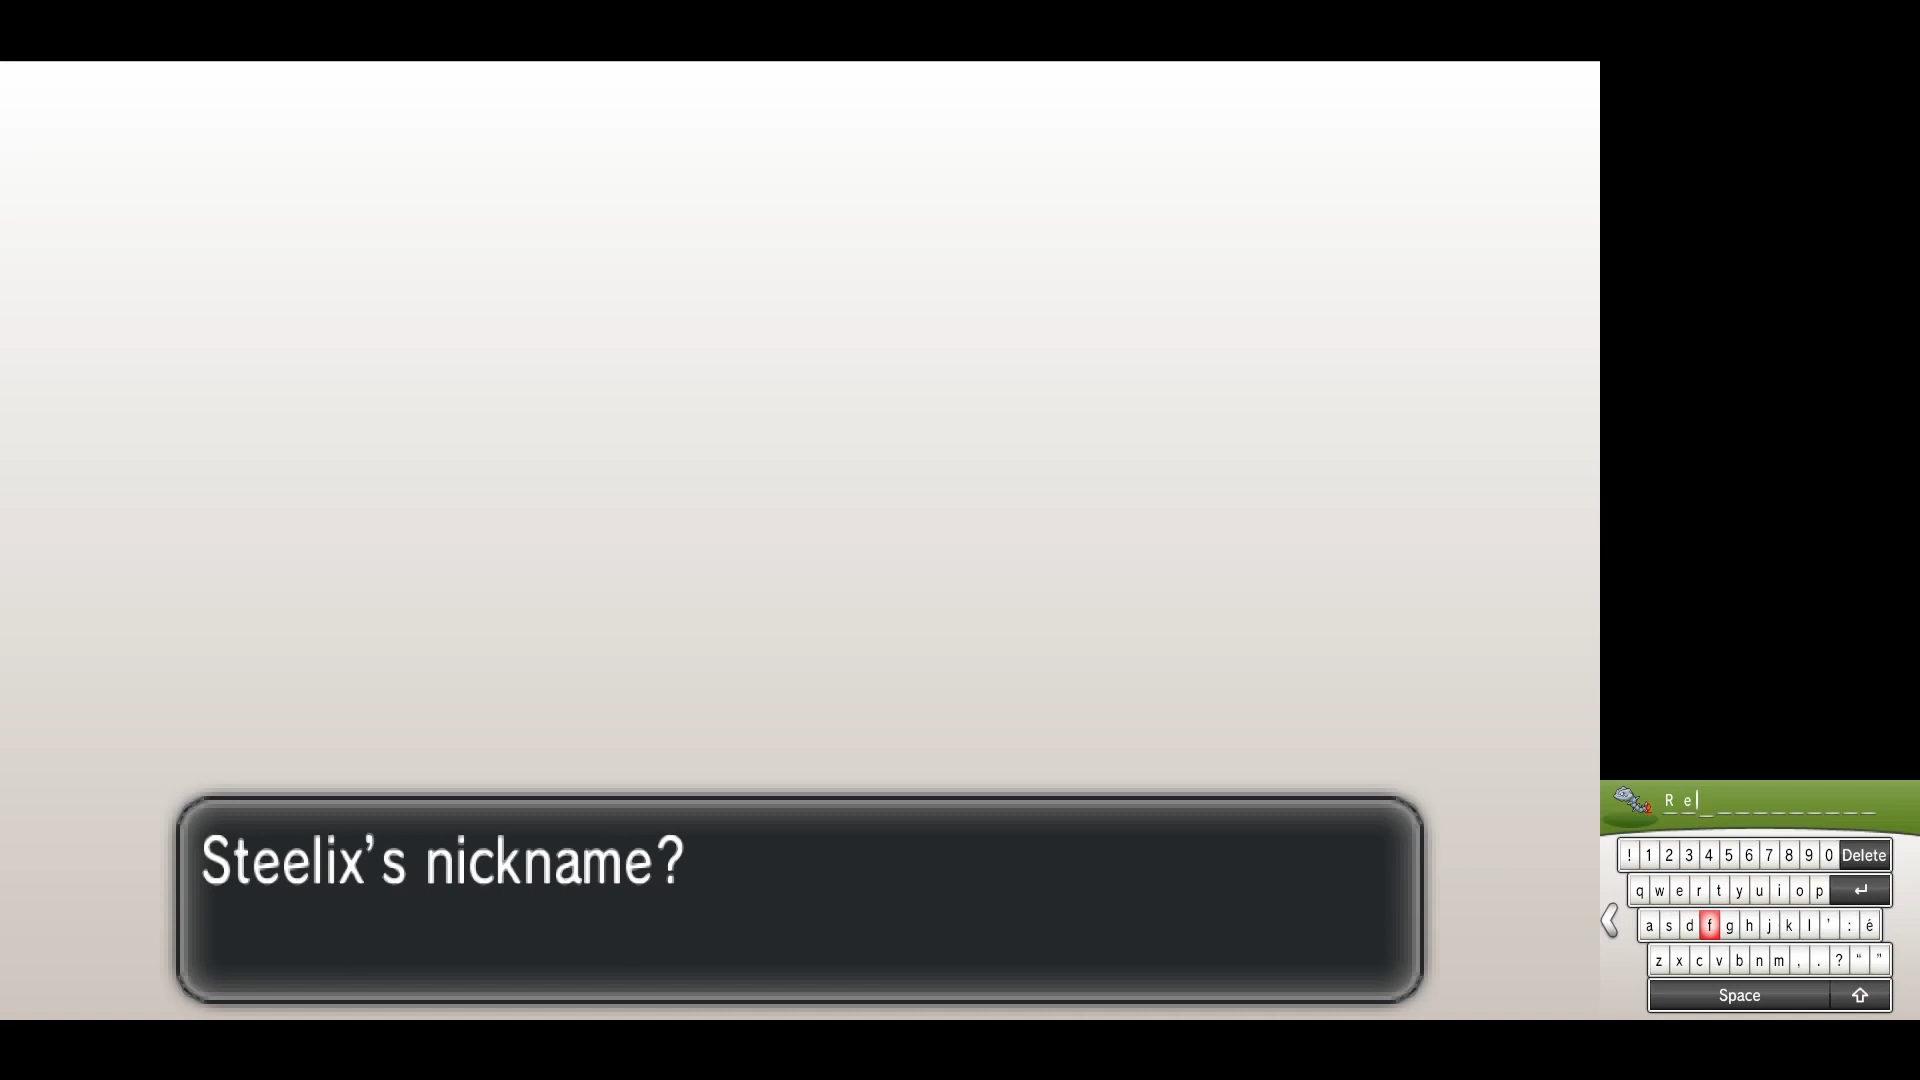 Steelix's nickname?
Re
! 1 2 3 4 5 6 7 8 9 0 Delete
q w e r t y u i o p ↵
a s d f g h j k l ' : é
z x c v b n m , . ? “ ”
Space